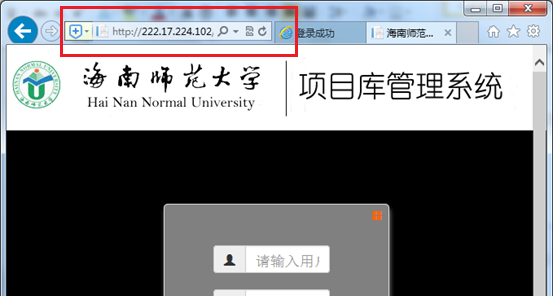 http://222.17.224.102,
登录成功
海南师范...
海南师范大学
Hai Nan Normal University
项目库管理系统
请输入用户